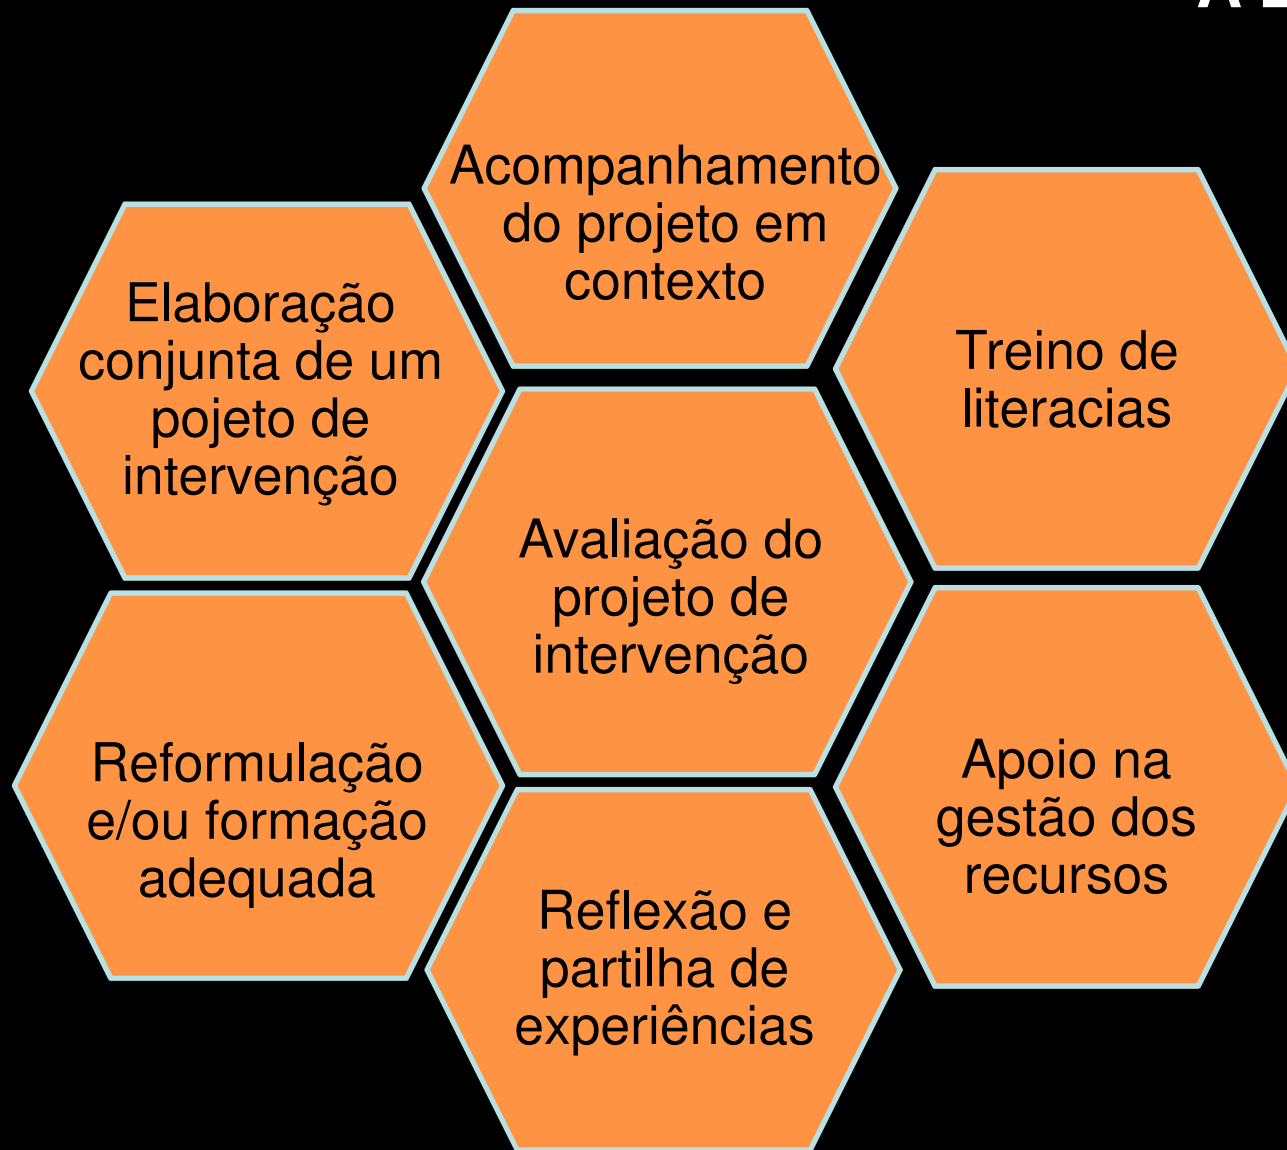 Acompanhamento
do projeto em
contexto
Elaboração
conjunta de um
pojeto de
intervenção
Treino de
literacias
Avaliação do
projeto de
intervenção
Reformulação
e/ou formação
adequada
Apoio na
gestão dos
recursos
Reflexão e
partilha de
experiências